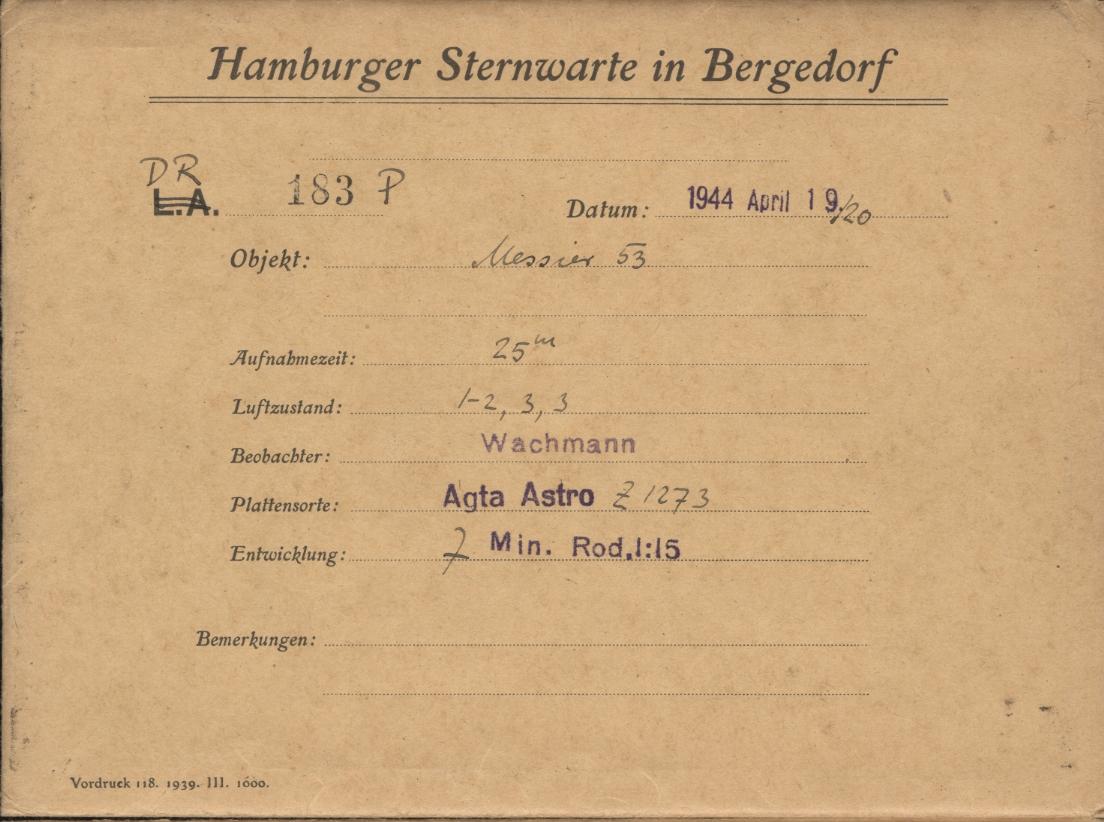 Hamburger Sternwarte in Bergedorf
DR
L.A. 183 P
Datum: 1944 April 19./20
Objekt: Messier 53
Aufnahmezeit: 25m
Luftzustand: 1-2, 3, 3
Beobachter: Wachmann
Plattensorte: Agfa Astro Z 1273
Entwicklung: 7 Min. Rod.1:15
Bemerkungen:
Vordruck 118. 1939. III. 1600.